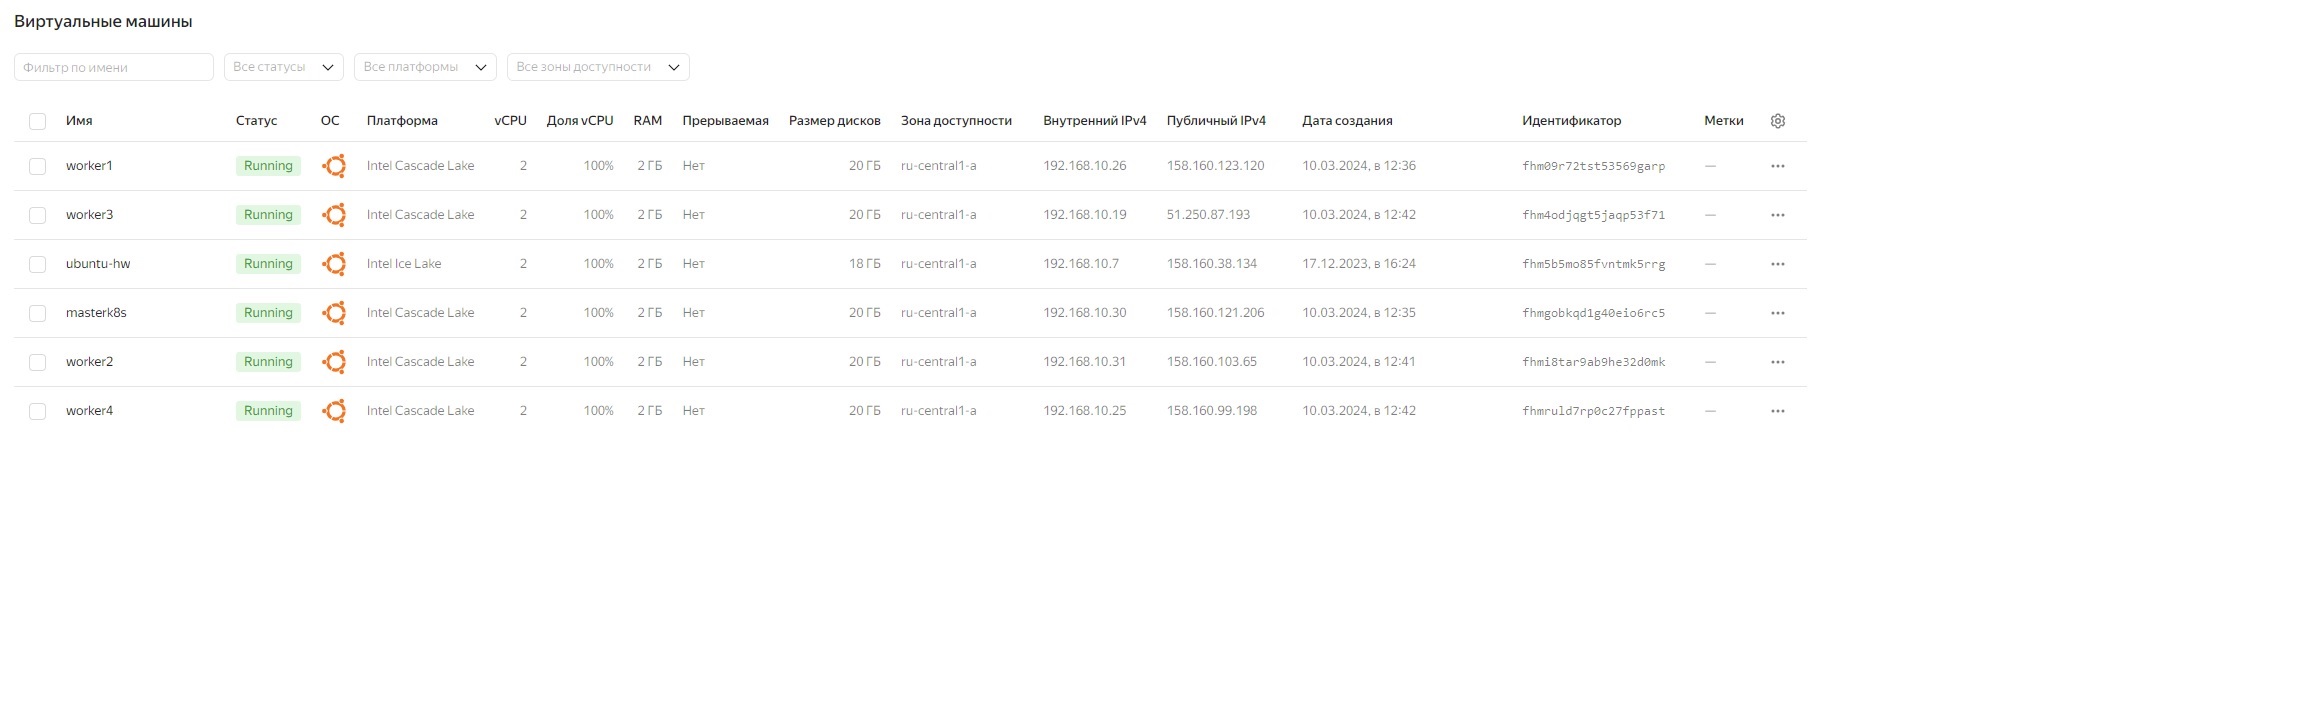 Виртуальные машины
Фильтр по имени Все статусы Все платформы Все зоны доступности
Имя Статус ОС Платформа vCPU Доля vCPU RAM Прерываемая Размер дисков Зона доступности Внутренний IPv4 Публичный IPv4 Дата создания Идентификатор Метки
worker1 Running Intel Cascade Lake 2 100% 2 ГБ Нет 20 ГБ ru-central1-a 192.168.10.26 158.160.123.120 10.03.2024, в 12:36 fhm09r72tst53569garp —
worker3 Running Intel Cascade Lake 2 100% 2 ГБ Нет 20 ГБ ru-central1-a 192.168.10.19 51.250.87.193 10.03.2024, в 12:42 fhm4odjqgt5jaqp53f71 —
ubuntu-hw Running Intel Ice Lake 2 100% 2 ГБ Нет 18 ГБ ru-central1-a 192.168.10.7 158.160.38.134 17.12.2023, в 16:24 fhm5b5mo85fvntmk5rrg —
masterk8s Running Intel Cascade Lake 2 100% 2 ГБ Нет 20 ГБ ru-central1-a 192.168.10.30 158.160.121.206 10.03.2024, в 12:35 fhmgobkqd1g40eio6rc5 —
worker2 Running Intel Cascade Lake 2 100% 2 ГБ Нет 20 ГБ ru-central1-a 192.168.10.31 158.160.103.65 10.03.2024, в 12:41 fhmi8tar9ab9he32d0mk —
worker4 Running Intel Cascade Lake 2 100% 2 ГБ Нет 20 ГБ ru-central1-a 192.168.10.25 158.160.99.198 10.03.2024, в 12:42 fhmruld7rp0c27fppast —